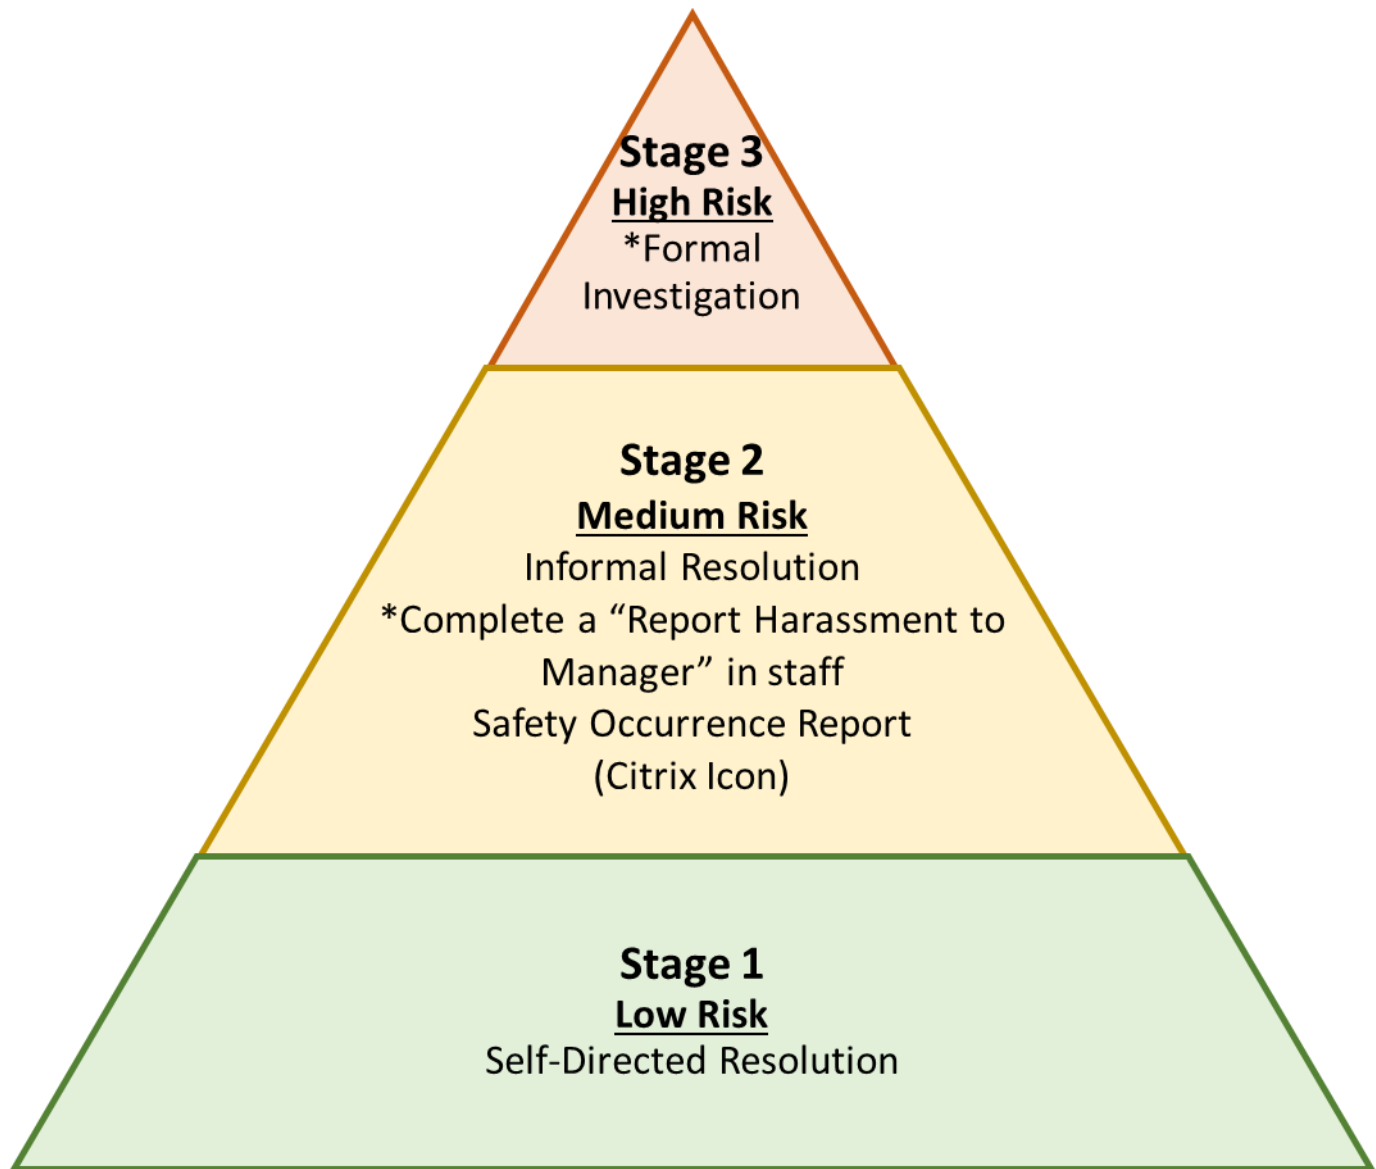 Stage 3
High Risk
*Formal
Investigation
Stage 2
Medium Risk
Informal Resolution
*Complete a “Report Harassment to
Manager” in staff
Safety Occurrence Report
(Citrix Icon)
Stage 1
Low Risk
Self-Directed Resolution